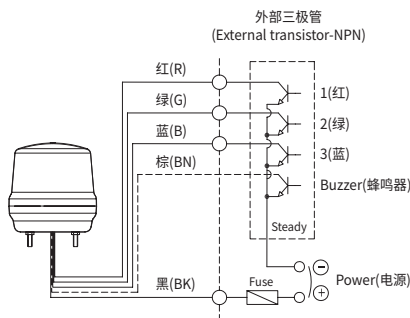 外部三极管
(External transistor-NPN)
红(R)
1(红)
绿(G)
2(绿)
蓝(B)
3(蓝)
棕(BN)
Buzzer(蜂鸣器)
Steady
黑(BK)
Fuse
Power(电源)